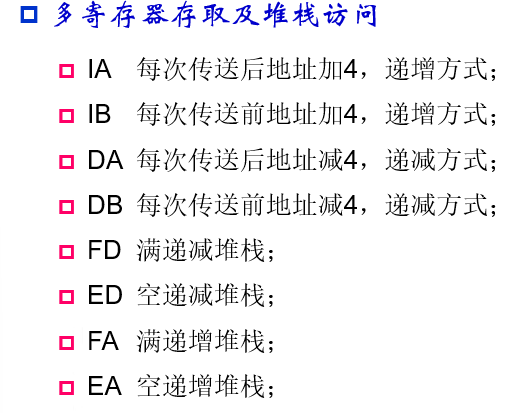 多寄存器存取及堆栈访问
IA 每次传送后地址加4，递增方式；
IB 每次传送前地址加4，递增方式；
DA 每次传送后地址减4，递减方式；
DB 每次传送前地址减4，递减方式；
FD 满递减堆栈；
ED 空递减堆栈；
FA 满递增堆栈；
EA 空递增堆栈；